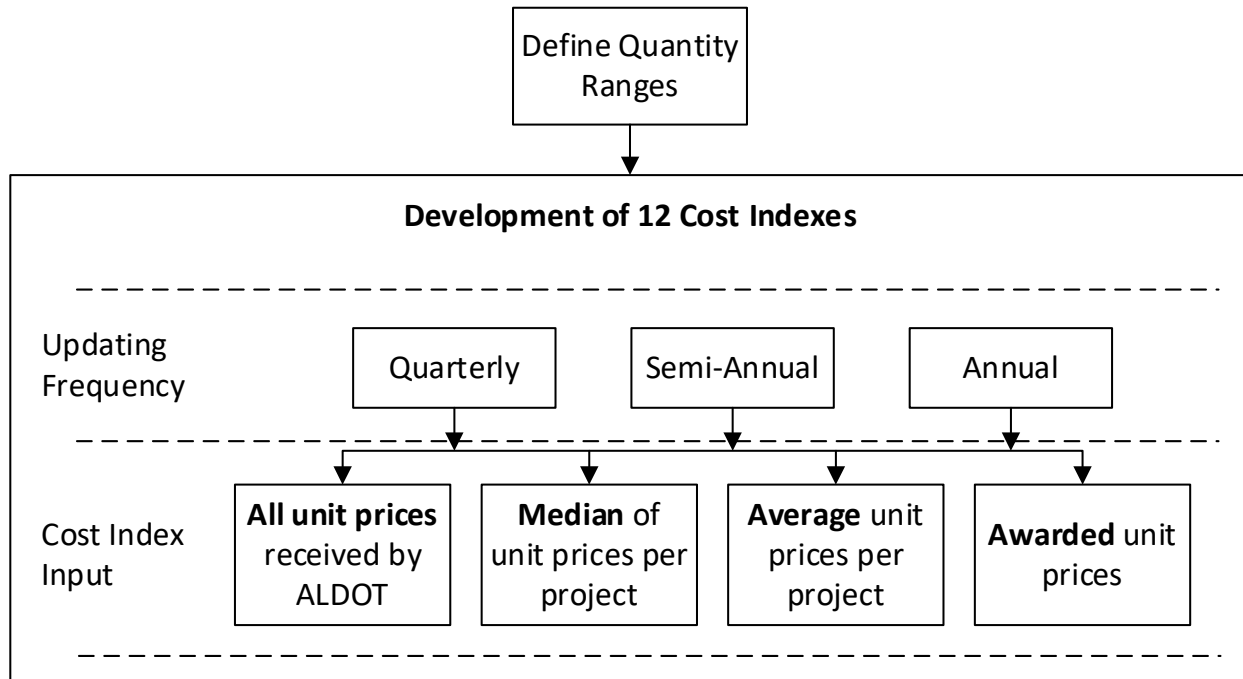 Define Quantity
Ranges
Development of 12 Cost Indexes
Updating
Frequency
Quarterly
Semi-Annual
Annual
Cost Index
Input
All unit prices
received by
ALDOT
Median of
unit prices per
project
Average unit
prices per
project
Awarded unit
prices